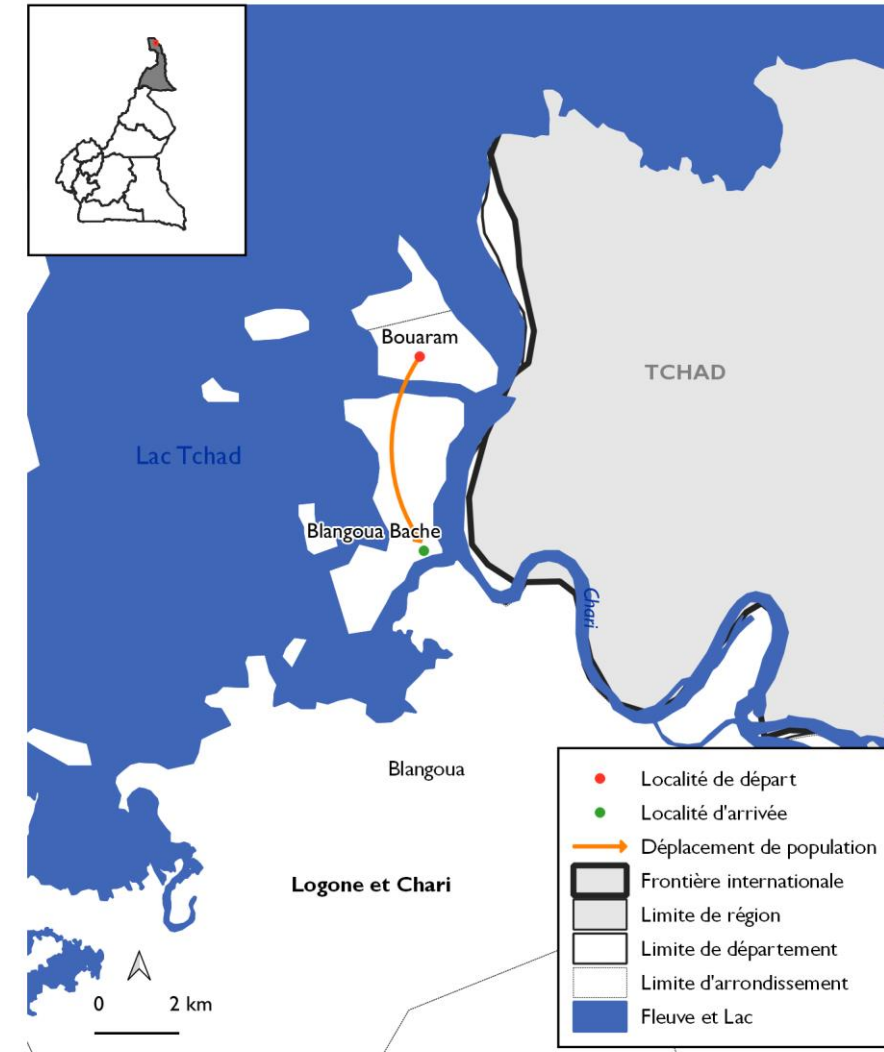 Bouaram
TCHAD
Lac Tchad
Blangoua Bache
Chari
Blangoua
Logone et Chari
0 2 km
Localité de départ
Localité d'arrivée
Déplacement de population
Frontière internationale
Limite de région
Limite de département
Limite d'arrondissement
Fleuve et Lac